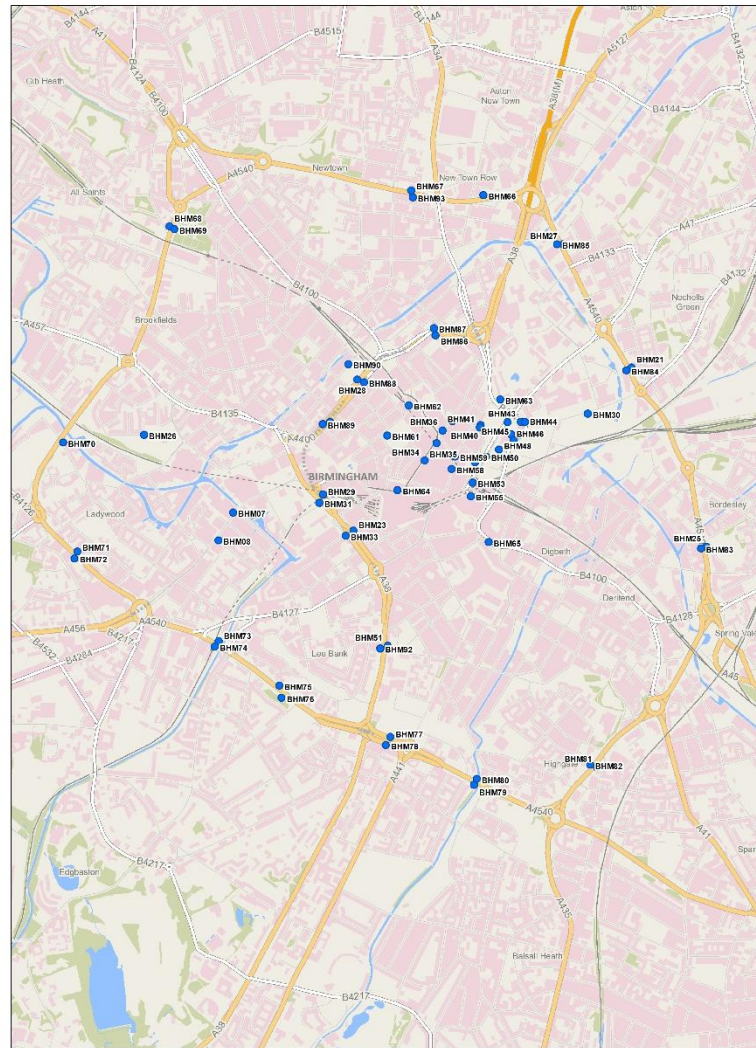 Aston
B4144
A41
B4144
B4515
A34
A5127
B4132
Gib Heath
B4124
B4100
Aston
New Town
A38(M)
B4144
A4540
Newtown
New Town Row
BHM67
BHM93
BHM66
All Saints
BHM68
BHM69
BHM27
BHM85
A47
A38
B4133
B4132
B4100
Nechells
Green
A4540
A457
Brookfields
BHM87
BHM86
BHM90
BHM21
BHM84
BHM28
BHM88
BHM63
BHM62
B4135
BHM36
BHM41
BHM43
BHM44
BHM30
A4400
BHM89
BHM61
BHM40
BHM45
BHM46
BHM26
BHM70
BHM34
BHM35
BHM48
BHM59
BHM50
BHM58
BIRMINGHAM
BHM53
BHM29
BHM31
BHM64
BHM55
B4126
Ladywood
BHM07
Bordesley
A45
BHM23
BHM33
BHM08
BHM65
Digbeth
BHM25
BHM83
BHM71
BHM72
A38
B4100
Deritend
B4127
B4128
A456
A4540
B4217
B4532
B4284
BHM73
BHM74
Lee Bank
BHM51
BHM92
A45
BHM75
BHM76
BHM77
BHM78
A441
Highgate
BHM81
BHM82
BHM80
BHM79
A4540
A41
B4217
Edgbaston
A435
Balsall Heath
B4217
A38